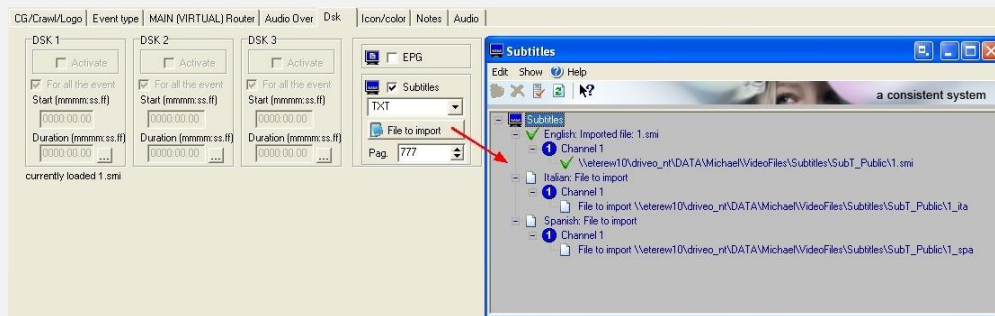 CG/Crawl/Logo Event type MAIN (VIRTUAL) Router Audio Over Dsk Icon/color Notes Audio
DSK 1
Activate
For all the event
Start (mmmm:ss.ff)
0000:00.00
Duration (mmmm:ss.ff)
0000:00.00 ...
DSK 2
Activate
For all the event
Start (mmmm:ss.ff)
0000:00.00
Duration (mmmm:ss.ff)
0000:00.00 ...
DSK 3
Activate
For all the event
Start (mmmm:ss.ff)
0000:00.00
Duration (mmmm:ss.ff)
0000:00.00 ...
currently loaded 1.smi
EPG
Subtitles
TXT
File to import
Pag. 777
Subtitles
Edit Show Help
a consistent system
Subtitles
English: Imported file: 1.smi
1 Channel 1
\\eterew10\driveo_nt\DATA\Michael\VideoFiles\Subtitles\SubT_Public\1.smi
Italian: File to import
1 Channel 1
File to import \\eterew10\driveo_nt\DATA\Michael\VideoFiles\Subtitles\SubT_Public\1_ita
Spanish: File to import
1 Channel 1
File to import \\eterew10\driveo_nt\DATA\Michael\VideoFiles\Subtitles\SubT_Public\1_spa